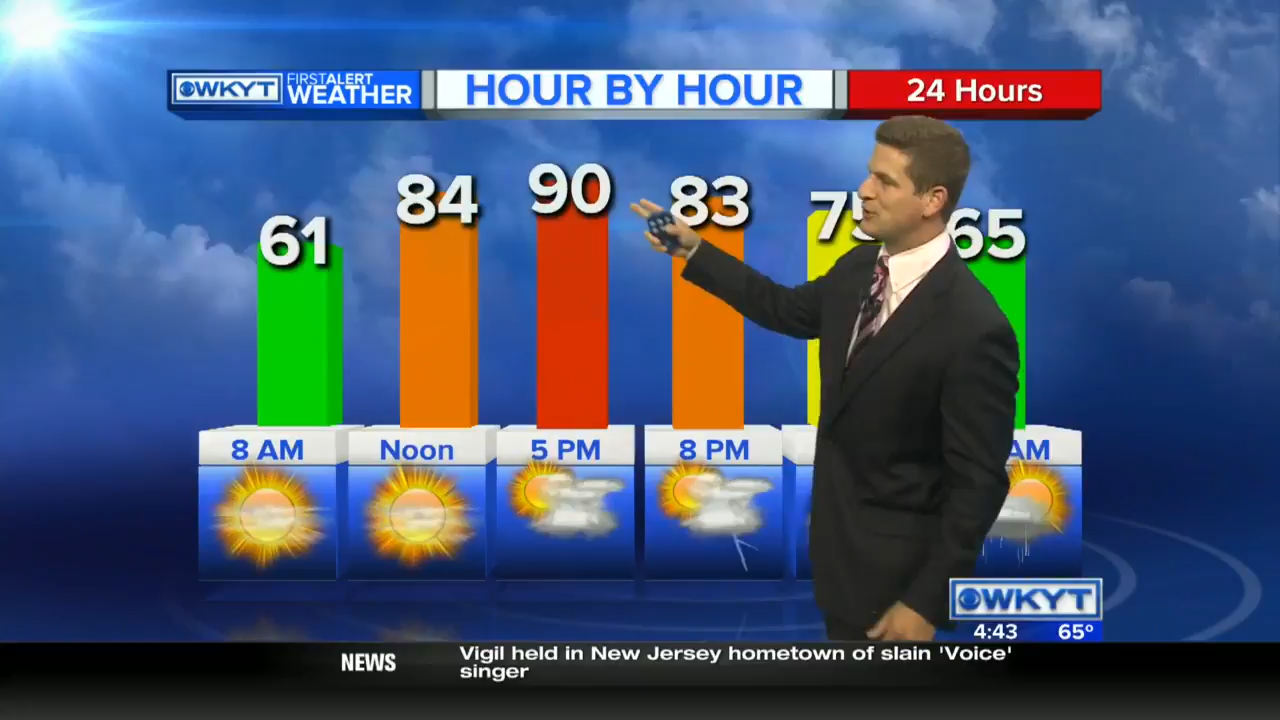 WKYT FIRST ALERT WEATHER
HOUR BY HOUR
24 Hours
61
84
90
83
65
8 AM
Noon
5 PM
8 PM
AM
WKYT
4:43 65°
NEWS
Vigil held in New Jersey hometown of slain 'Voice'
singer